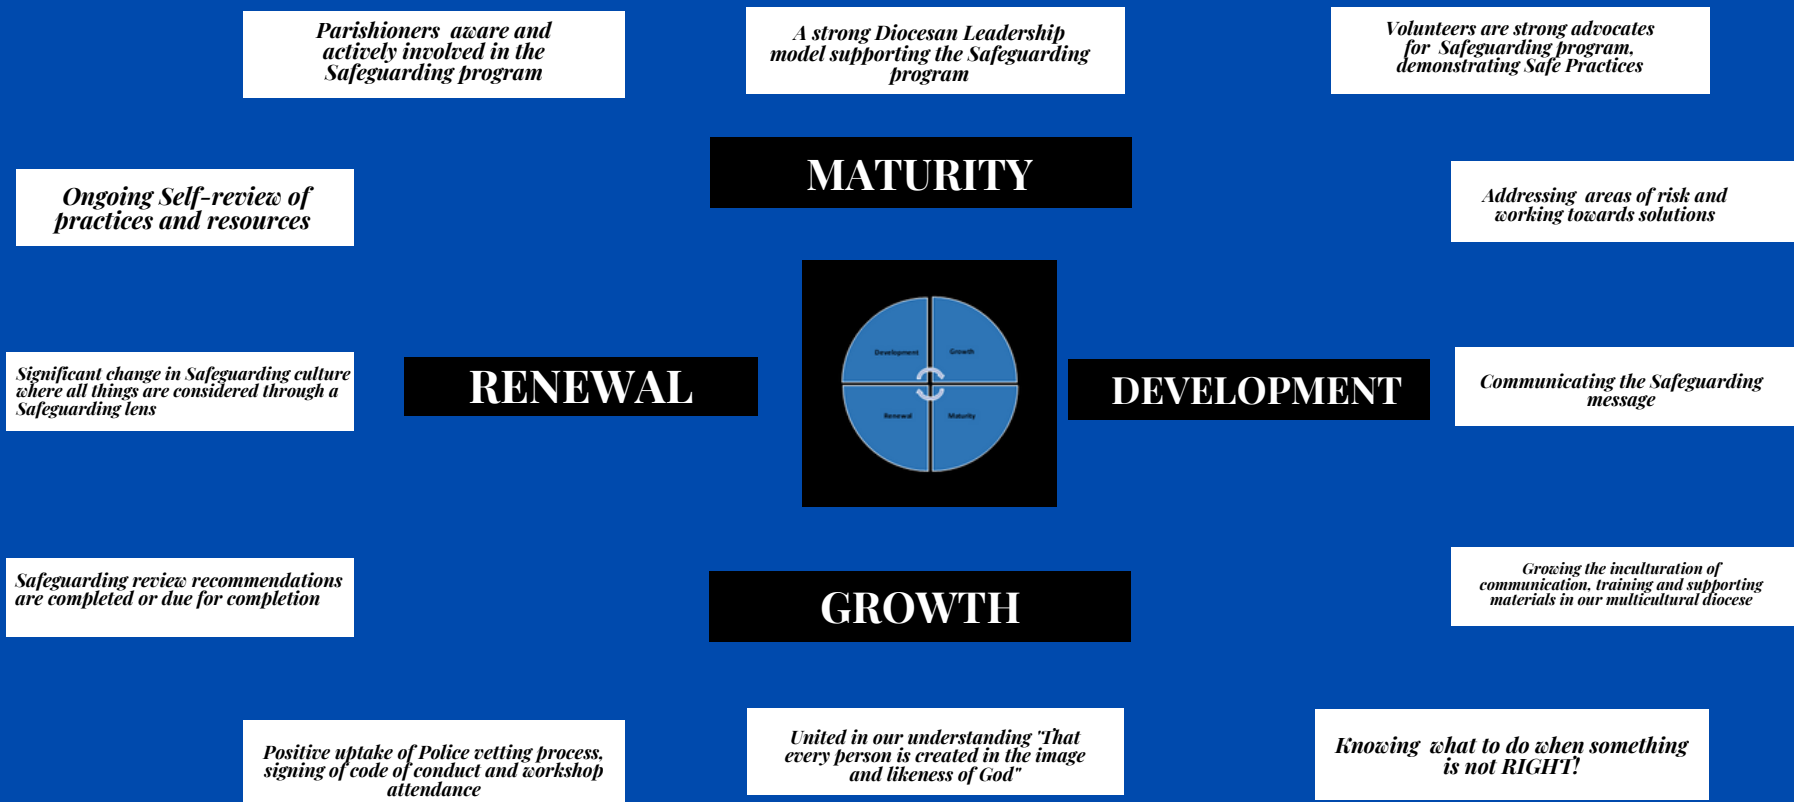 Parishioners aware and
actively involved in the
Safeguarding program
A strong Diocesan Leadership
model supporting the Safeguarding
program
Volunteers are strong advocates
for Safeguarding program,
demonstrating Safe Practices
MATURITY
Ongoing Self-review of
practices and resources
Addressing areas of risk and
working towards solutions
Development
Growth
Renewal
Maturity
Significant change in Safeguarding culture
where all things are considered through a
Safeguarding lens
RENEWAL
DEVELOPMENT
Communicating the Safeguarding
message
Safeguarding review recommendations
are completed or due for completion
GROWTH
Growing the inculturation of
communication, training and supporting
materials in our multicultural diocese
Positive uptake of Police vetting process,
signing of code of conduct and workshop
attendance
United in our understanding "That
every person is created in the image
and likeness of God"
Knowing what to do when something
is not RIGHT!